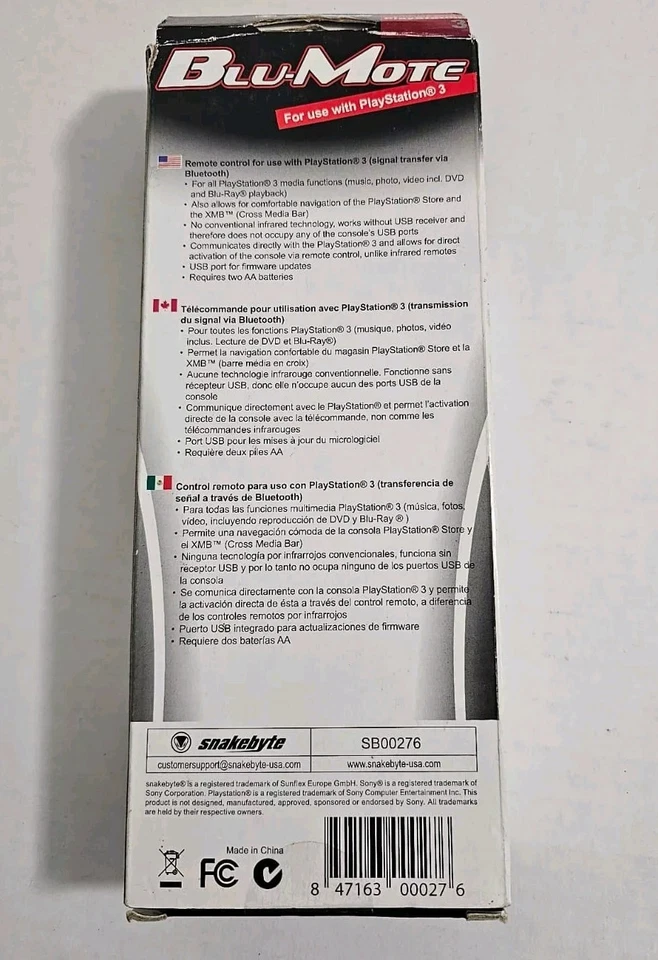 BLU-MOTE
For use with PlayStation® 3
Remote control for use with PlayStation® 3 (signal transfer via
Bluetooth)
• For all PlayStation® 3 media functions (music, photo, video incl. DVD
and Blu-Ray® playback)
• Also allows for comfortable navigation of the PlayStation® Store and
the XMB™ (Cross Media Bar)
• No conventional infrared technology, works without USB receiver and
therefore does not occupy any of the console's USB ports
• Communicates directly with the PlayStation® 3 and allows for direct
activation of the console via remote control, unlike infrared remotes
• USB port for firmware updates
• Requires two AA batteries
Télécommande pour utilisation avec PlayStation® 3 (transmission
du signal via Bluetooth)
• Pour toutes les fonctions PlayStation® 3 (musique, photos, vidéo
inclus. Lecture de DVD et Blu-Ray®)
• Permet la navigation confortable du magasin PlayStation® Store et la
XMB™ (barre média en croix)
• Aucune technologie infrarouge conventionnelle. Fonctionne sans
récepteur USB, donc elle n'occupe aucun des ports USB de la
console
• Communique directement avec le PlayStation® et permet l'activation
directe de la console avec la télécommande, non comme les
télécommandes infrarouges
• Port USB pour les mises à jour du micrologiciel
• Requière deux piles AA
Control remoto para uso con PlayStation® 3 (transferencia de
señal a través de Bluetooth)
• Para todas las funciones multimedia PlayStation® 3 (música, fotos,
vídeo, incluyendo reproducción de DVD y Blu-Ray ® )
• Permite una navegación cómoda de la consola PlayStation® Store y
el XMB™ (Cross Media Bar)
• Ninguna tecnología por infrarrojos convencionales, funciona sin
receptor USB y por lo tanto no ocupa ninguno de los puertos USB de
la consola
• Se comunica directamente con la consola PlayStation® 3 y permite
la activación directa de ésta a través del control remoto, a diferencia
de los controles remotos por infrarrojos
• Puerto USB integrado para actualizaciones de firmware
• Requiere dos baterías AA
snakebyte
SB00276
customersupport@snakebyte-usa.com
www.snakebyte-usa.com
snakebyte® is a registered trademark of Sunflex Europe GmbH. Sony® is a registered trademark of
Sony Corporation. Playstation® is a registered trademark of Sony Computer Entertainment Inc. This
product is not designed, manufactured, approved, sponsored or endorsed by Sony. All trademarks
are held by their respective owners.
Made in China
FC
8 47163 00027 6